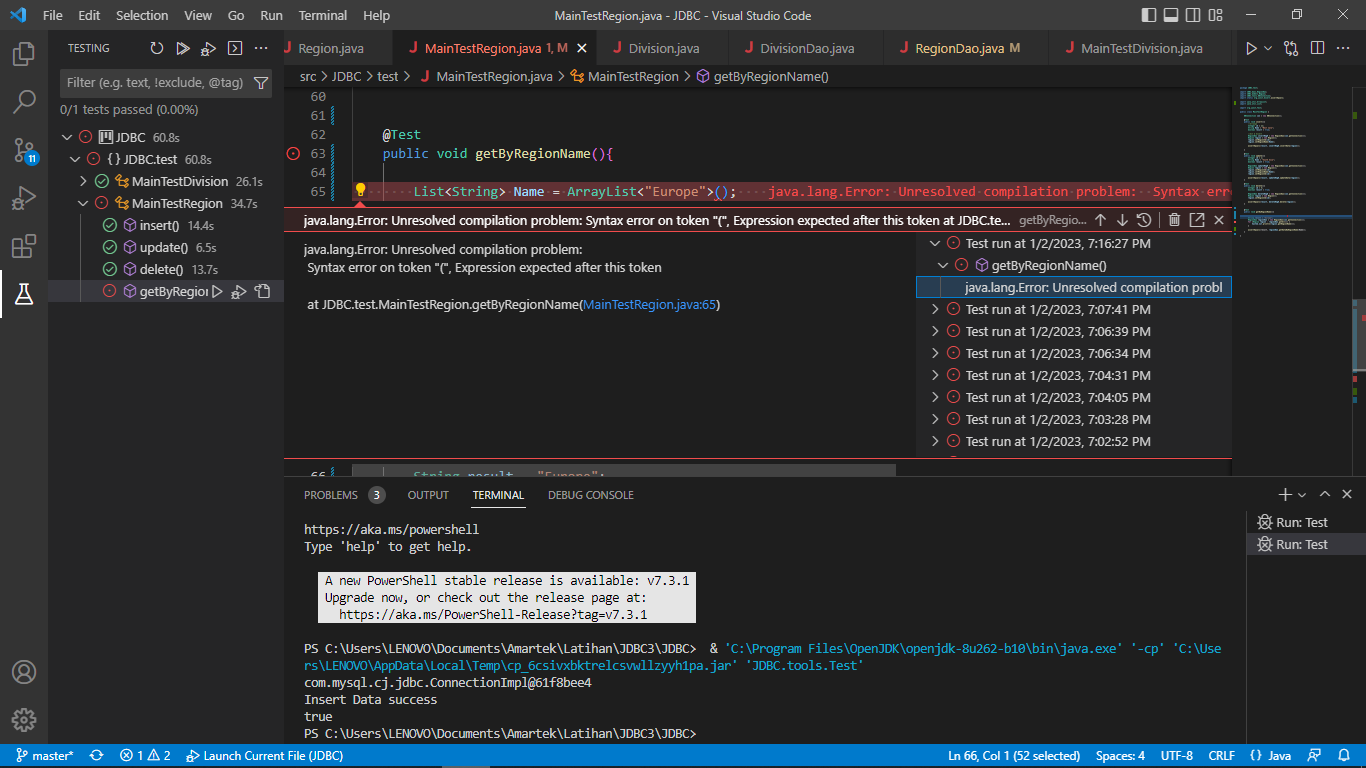 File Edit Selection View Go Run Terminal Help MainTestRegion.java - JDBC - Visual Studio Code
TESTING
Region.java MainTestRegion.java 1, M Division.java DivisionDao.java RegionDao.java M MainTestDivision.java
Filter (e.g. text, !exclude, @tag)
src > JDBC > test > MainTestRegion.java > MainTestRegion > getByRegionName()
0/1 tests passed (0.00%)
JDBC 60.8s
{ } JDBC.test 60.8s
MainTestDivision 26.1s
MainTestRegion 34.7s
insert() 14.4s
update() 6.5s
delete() 13.7s
getByRegion
11
60
61
62 @Test
63 public void getByRegionName(){
64
65 List<String> Name = ArrayList<"Europe">(); java.lang.Error: Unresolved compilation problem: Syntax erro
java.lang.Error: Unresolved compilation problem: Syntax error on token "(", Expression expected after this token at JDBC.te... getByRegio...
java.lang.Error: Unresolved compilation problem:
Syntax error on token "(", Expression expected after this token
at JDBC.test.MainTestRegion.getByRegionName(MainTestRegion.java:65)
Test run at 1/2/2023, 7:16:27 PM
getByRegionName()
java.lang.Error: Unresolved compilation probl
Test run at 1/2/2023, 7:07:41 PM
Test run at 1/2/2023, 7:06:39 PM
Test run at 1/2/2023, 7:06:34 PM
Test run at 1/2/2023, 7:04:31 PM
Test run at 1/2/2023, 7:04:05 PM
Test run at 1/2/2023, 7:03:28 PM
Test run at 1/2/2023, 7:02:52 PM
66 String result = "Europe";
PROBLEMS 3 OUTPUT TERMINAL DEBUG CONSOLE
https://aka.ms/powershell
Type 'help' to get help.
A new PowerShell stable release is available: v7.3.1
Upgrade now, or check out the release page at:
https://aka.ms/PowerShell-Release?tag=v7.3.1
PS C:\Users\LENOVO\Documents\Amartek\Latihan\JDBC3\JDBC> & 'C:\Program Files\OpenJDK\openjdk-8u262-b10\bin\java.exe' '-cp' 'C:\Use
rs\LENOVO\AppData\Local\Temp\cp_6csivxbktrelcsvwllzyyh1pa.jar' 'JDBC.tools.Test'
com.mysql.cj.jdbc.ConnectionImpl@61f8bee4
Insert Data success
true
PS C:\Users\LENOVO\Documents\Amartek\Latihan\JDBC3\JDBC>
Run: Test
Run: Test
master* 1 2 Launch Current File (JDBC) Ln 66, Col 1 (52 selected) Spaces: 4 UTF-8 CRLF { } Java